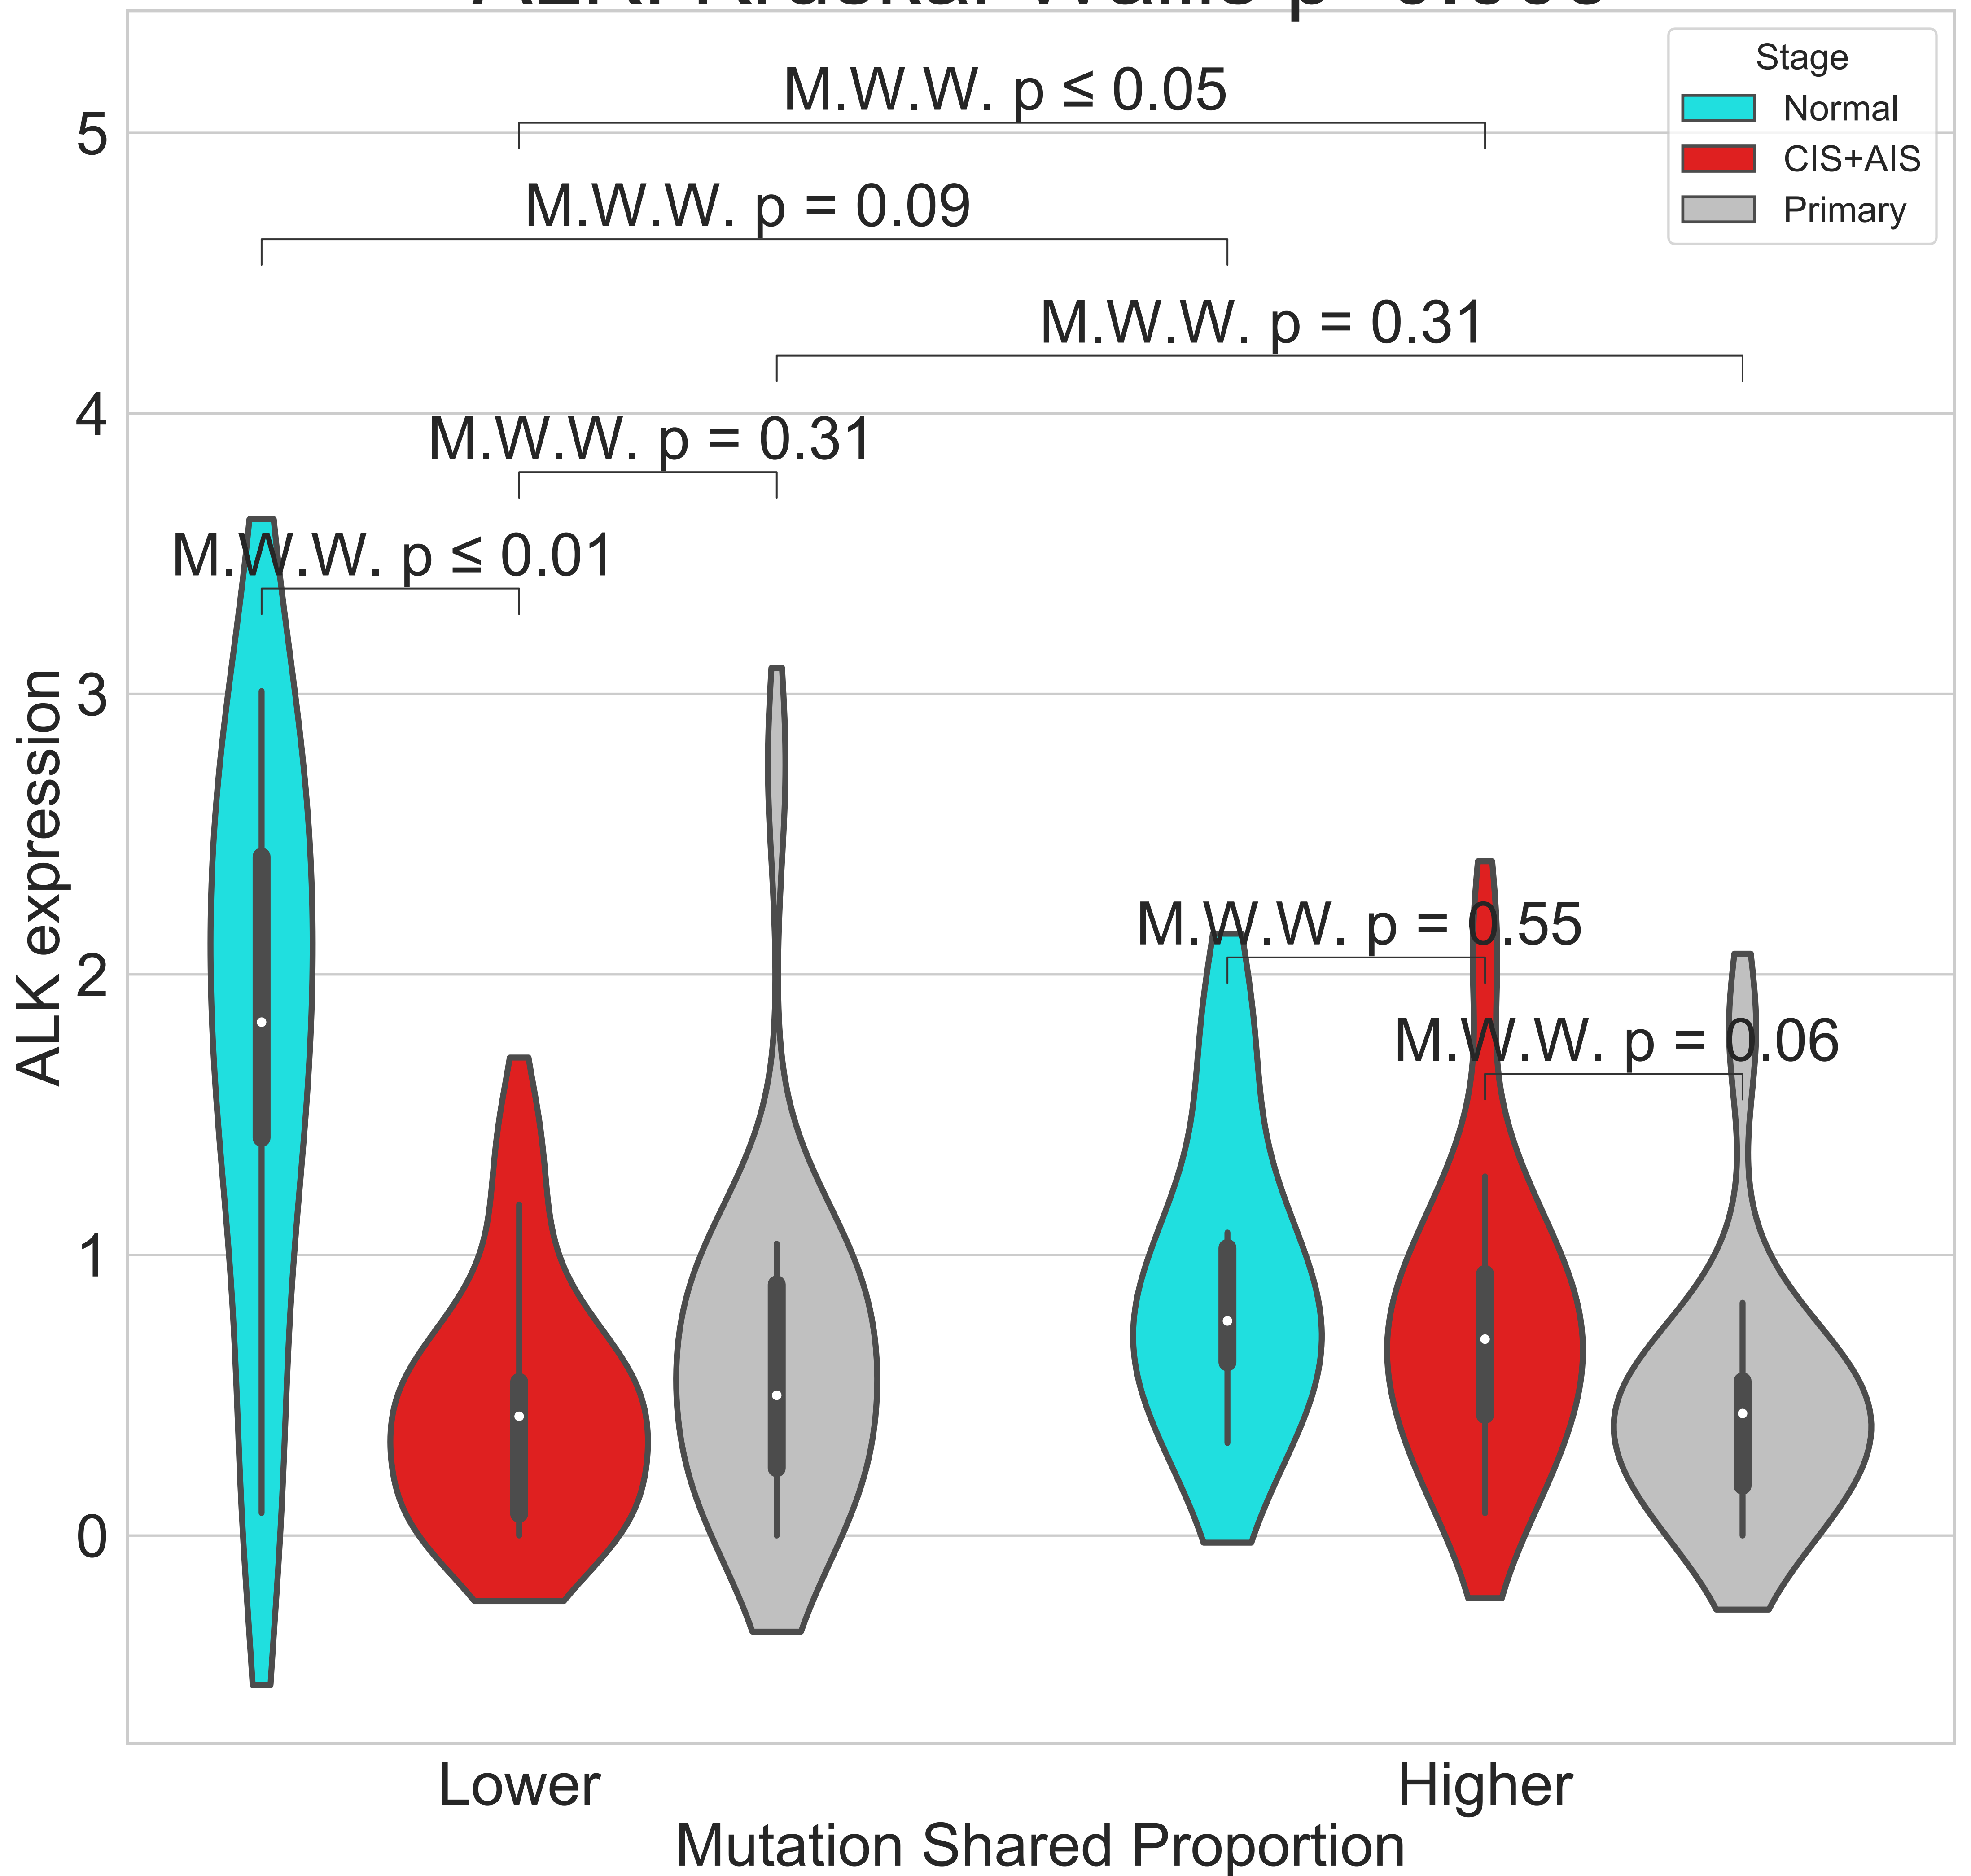 Stage
Normal
CIS+AIS
Primary
M.W.W. p ≤ 0.05
M.W.W. p = 0.09
M.W.W. p = 0.31
M.W.W. p = 0.31
M.W.W. p ≤ 0.01
M.W.W. p = 0.55
M.W.W. p = 0.06
5
4
3
2
1
0
ALK expression
Lower
Higher
Mutation Shared Proportion